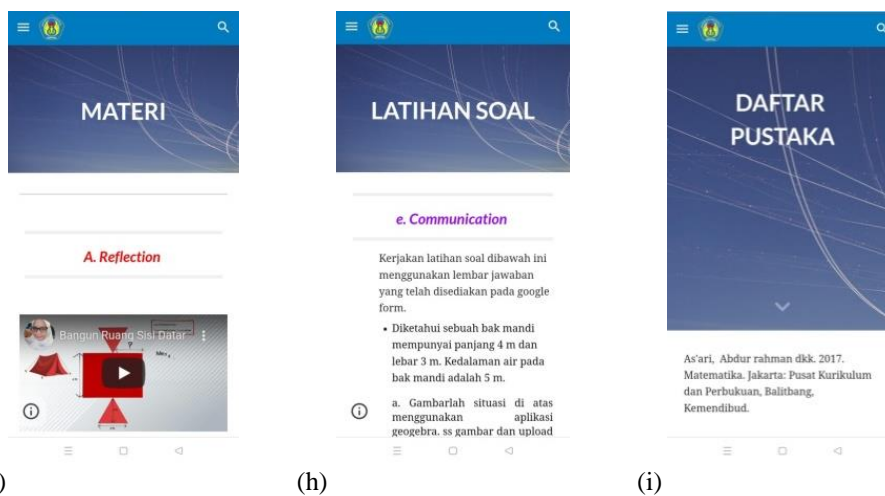 MATERI
A. Reflection
Bangun Ruang Sisi Datar
)
LATIHAN SOAL
e. Communication
Kerjakan latihan soal dibawah ini
menggunakan lembar jawaban
yang telah disediakan pada google
form.
• Diketahui sebuah bak mandi
mempunyai panjang 4 m dan
lebar 3 m. Kedalaman air pada
bak mandi adalah 5 m.
a. Gambarlah situasi di atas
menggunakan aplikasi
geogebra. ss gambar dan upload
(h)
DAFTAR
PUSTAKA
As'ari, Abdur rahman dkk. 2017.
Matematika. Jakarta: Pusat Kurikulum
dan Perbukuan, Balitbang,
Kemendibud.
(i)